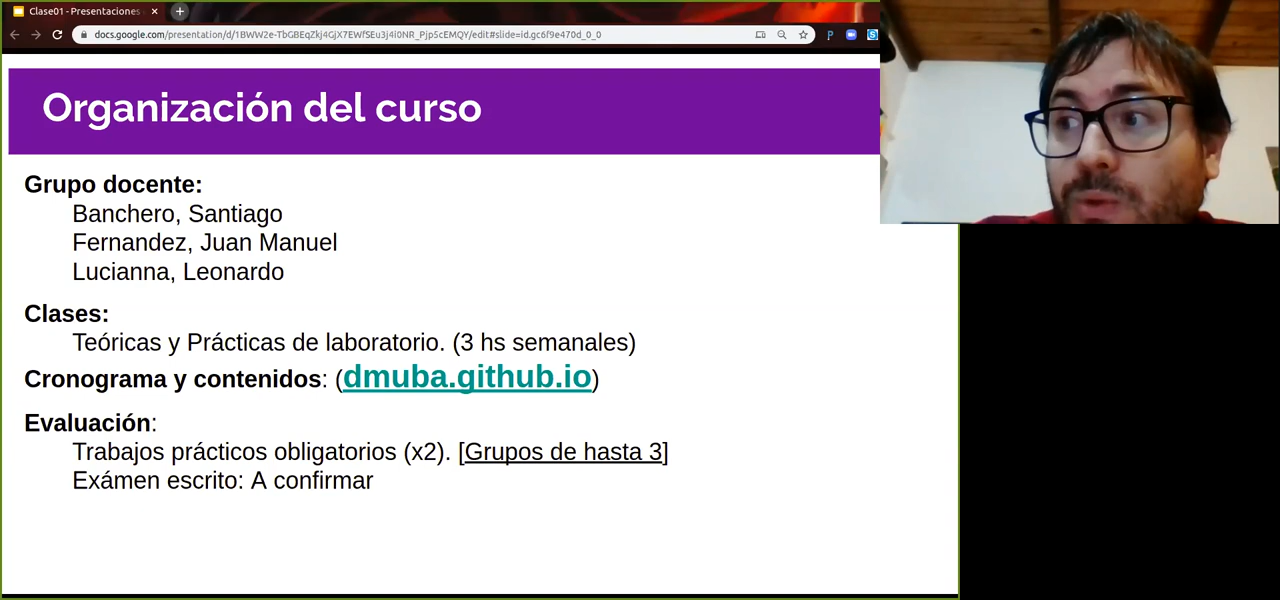 Clase01 - Presentaciones
docs.google.com/presentation/d/1BWW2e-TbGBEqZkj4GJX7EWfSEu3j4i0NR_Pjp5cEMQY/edit#slide=id.gc6f9e470d_0_0
Organización del curso
Grupo docente:
Banchero, Santiago
Fernandez, Juan Manuel
Lucianna, Leonardo
Clases:
Teóricas y Prácticas de laboratorio. (3 hs semanales)
Cronograma y contenidos: (dmuba.github.io)
Evaluación:
Trabajos prácticos obligatorios (x2). [Grupos de hasta 3]
Exámen escrito: A confirmar